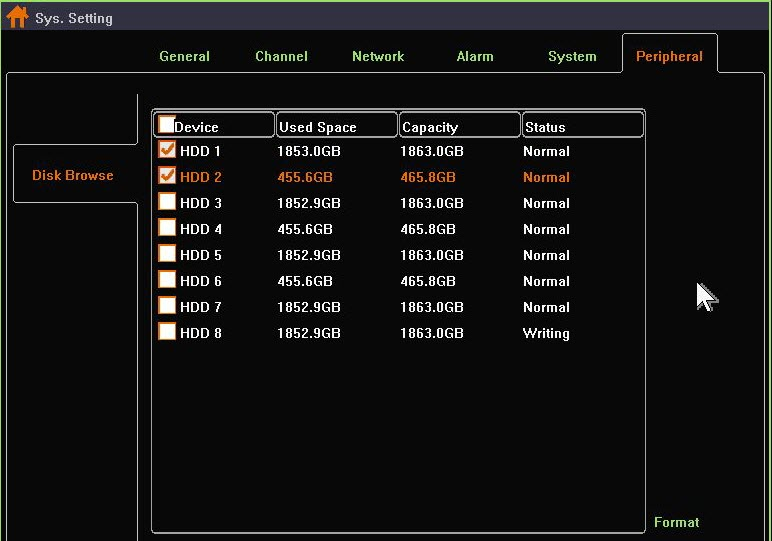 Sys. Setting
General Channel Network Alarm System Peripheral
Disk Browse
Device Used Space Capacity Status
HDD 1 1853.0GB 1863.0GB Normal
HDD 2 455.6GB 465.8GB Normal
HDD 3 1852.9GB 1863.0GB Normal
HDD 4 455.6GB 465.8GB Normal
HDD 5 1852.9GB 1863.0GB Normal
HDD 6 455.6GB 465.8GB Normal
HDD 7 1852.9GB 1863.0GB Normal
HDD 8 1852.9GB 1863.0GB Writing
Format